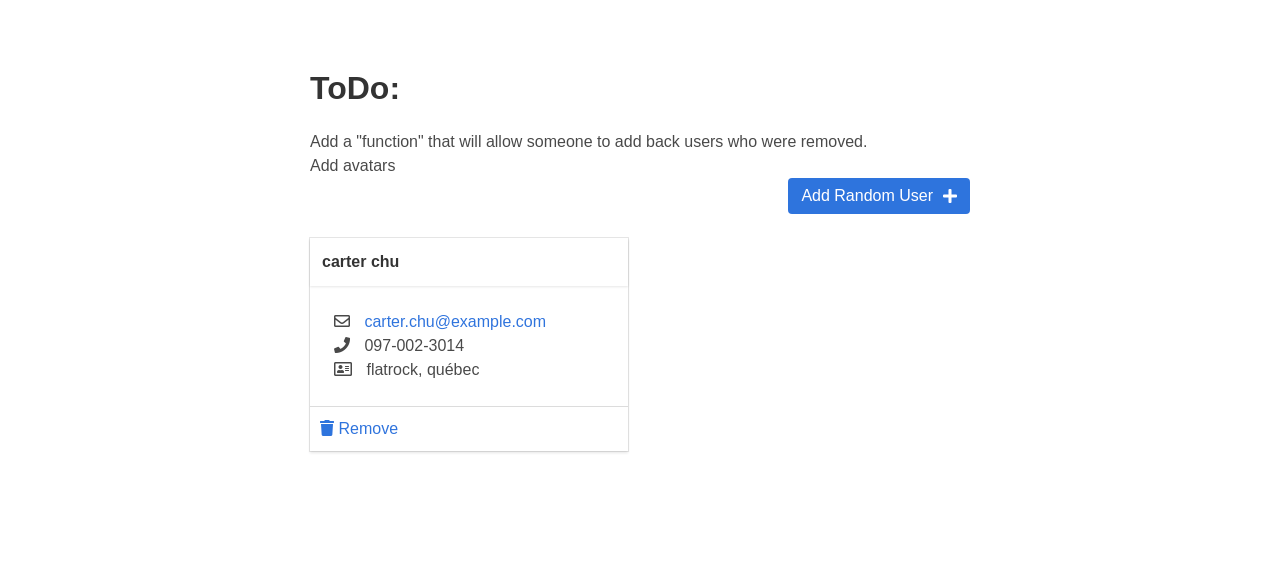 ToDo:
Add a "function" that will allow someone to add back users who were removed.
Add avatars
Add Random User
carter chu
carter.chu@example.com
097-002-3014
flatrock, québec
Remove